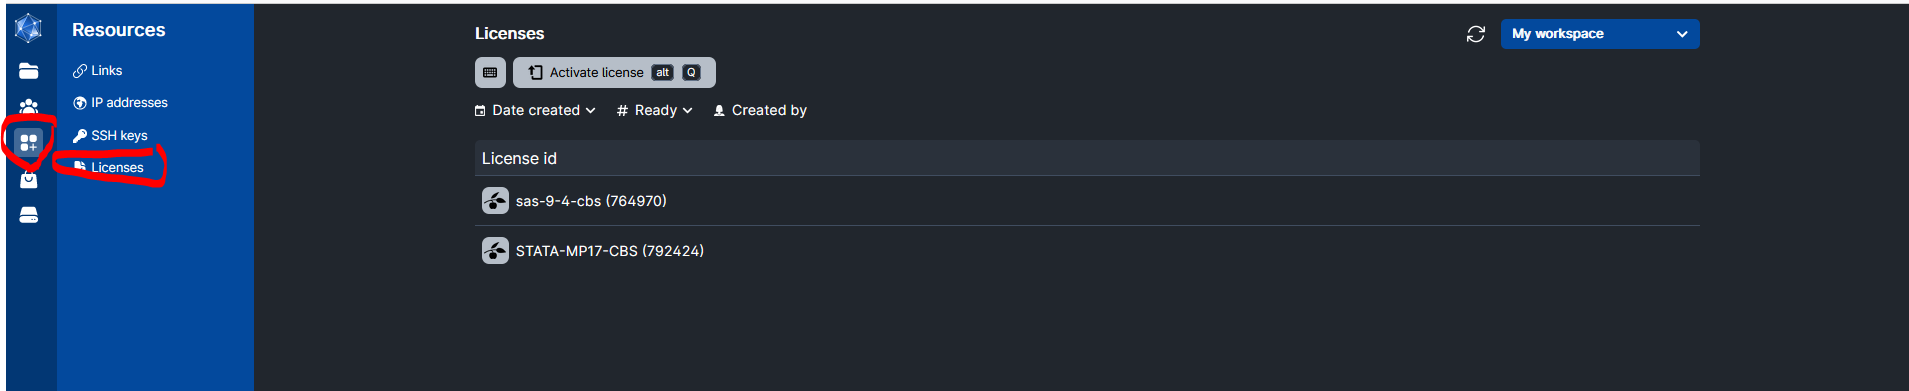 Resources
Links
IP addresses
SSH keys
Licenses
Licenses
My workspace
Activate license alt Q
Date created # Ready Created by
License id
sas-9-4-cbs (764970)
STATA-MP17-CBS (792424)